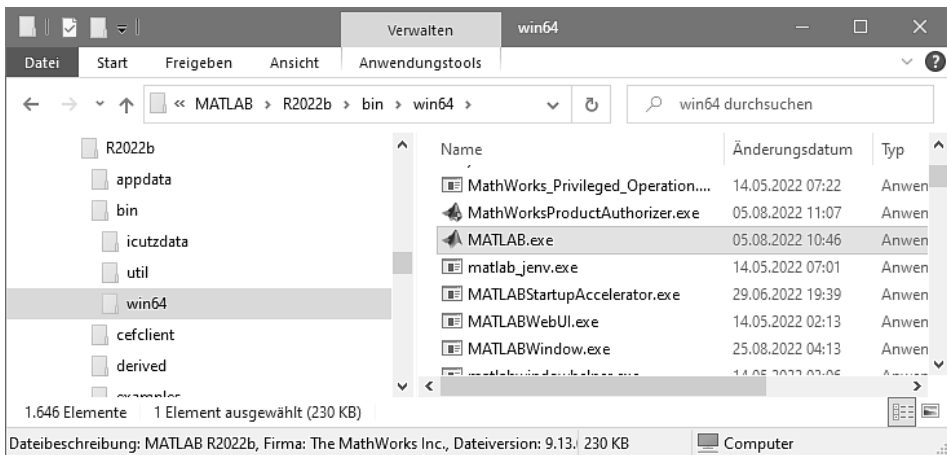 Verwalten win64
Datei Start Freigeben Ansicht Anwendungstools
« MATLAB > R2022b > bin > win64 > win64 durchsuchen
R2022b
appdata
bin
icutzdata
util
win64
cefclient
derived
examples
Name Änderungsdatum Typ
MathWorks_Privileged_Operation.... 14.05.2022 07:22 Anwen
MathWorksProductAuthorizer.exe 05.08.2022 11:07 Anwen
MATLAB.exe 05.08.2022 10:46 Anwen
matlab_jenv.exe 14.05.2022 07:01 Anwen
MATLABStartupAccelerator.exe 29.06.2022 19:39 Anwen
MATLABWebUI.exe 14.05.2022 02:13 Anwen
MATLABWindow.exe 25.08.2022 04:13 Anwen
1.646 Elemente 1 Element ausgewählt (230 KB)
Dateibeschreibung: MATLAB R2022b, Firma: The MathWorks Inc., Dateiversion: 9.13. 230 KB Computer